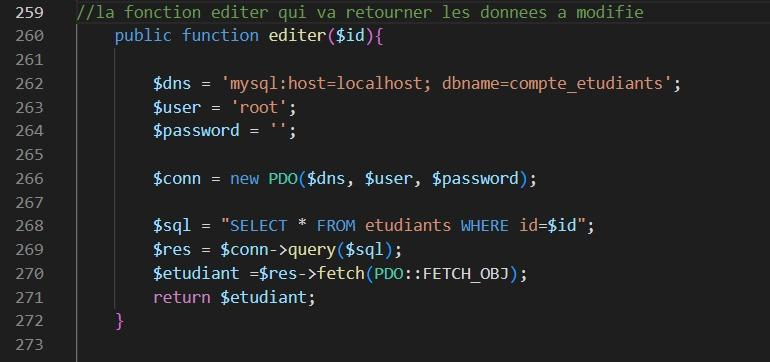 259 //la fonction editer qui va retourner les donnees a modifie
260 public function editer($id){
261
262 $dns = 'mysql:host=localhost; dbname=compte_etudiants';
263 $user = 'root';
264 $password = '';
265
266 $conn = new PDO($dns, $user, $password);
267
268 $sql = "SELECT * FROM etudiants WHERE id=$id";
269 $res = $conn->query($sql);
270 $etudiant =$res->fetch(PDO::FETCH_OBJ);
271 return $etudiant;
272 }
273